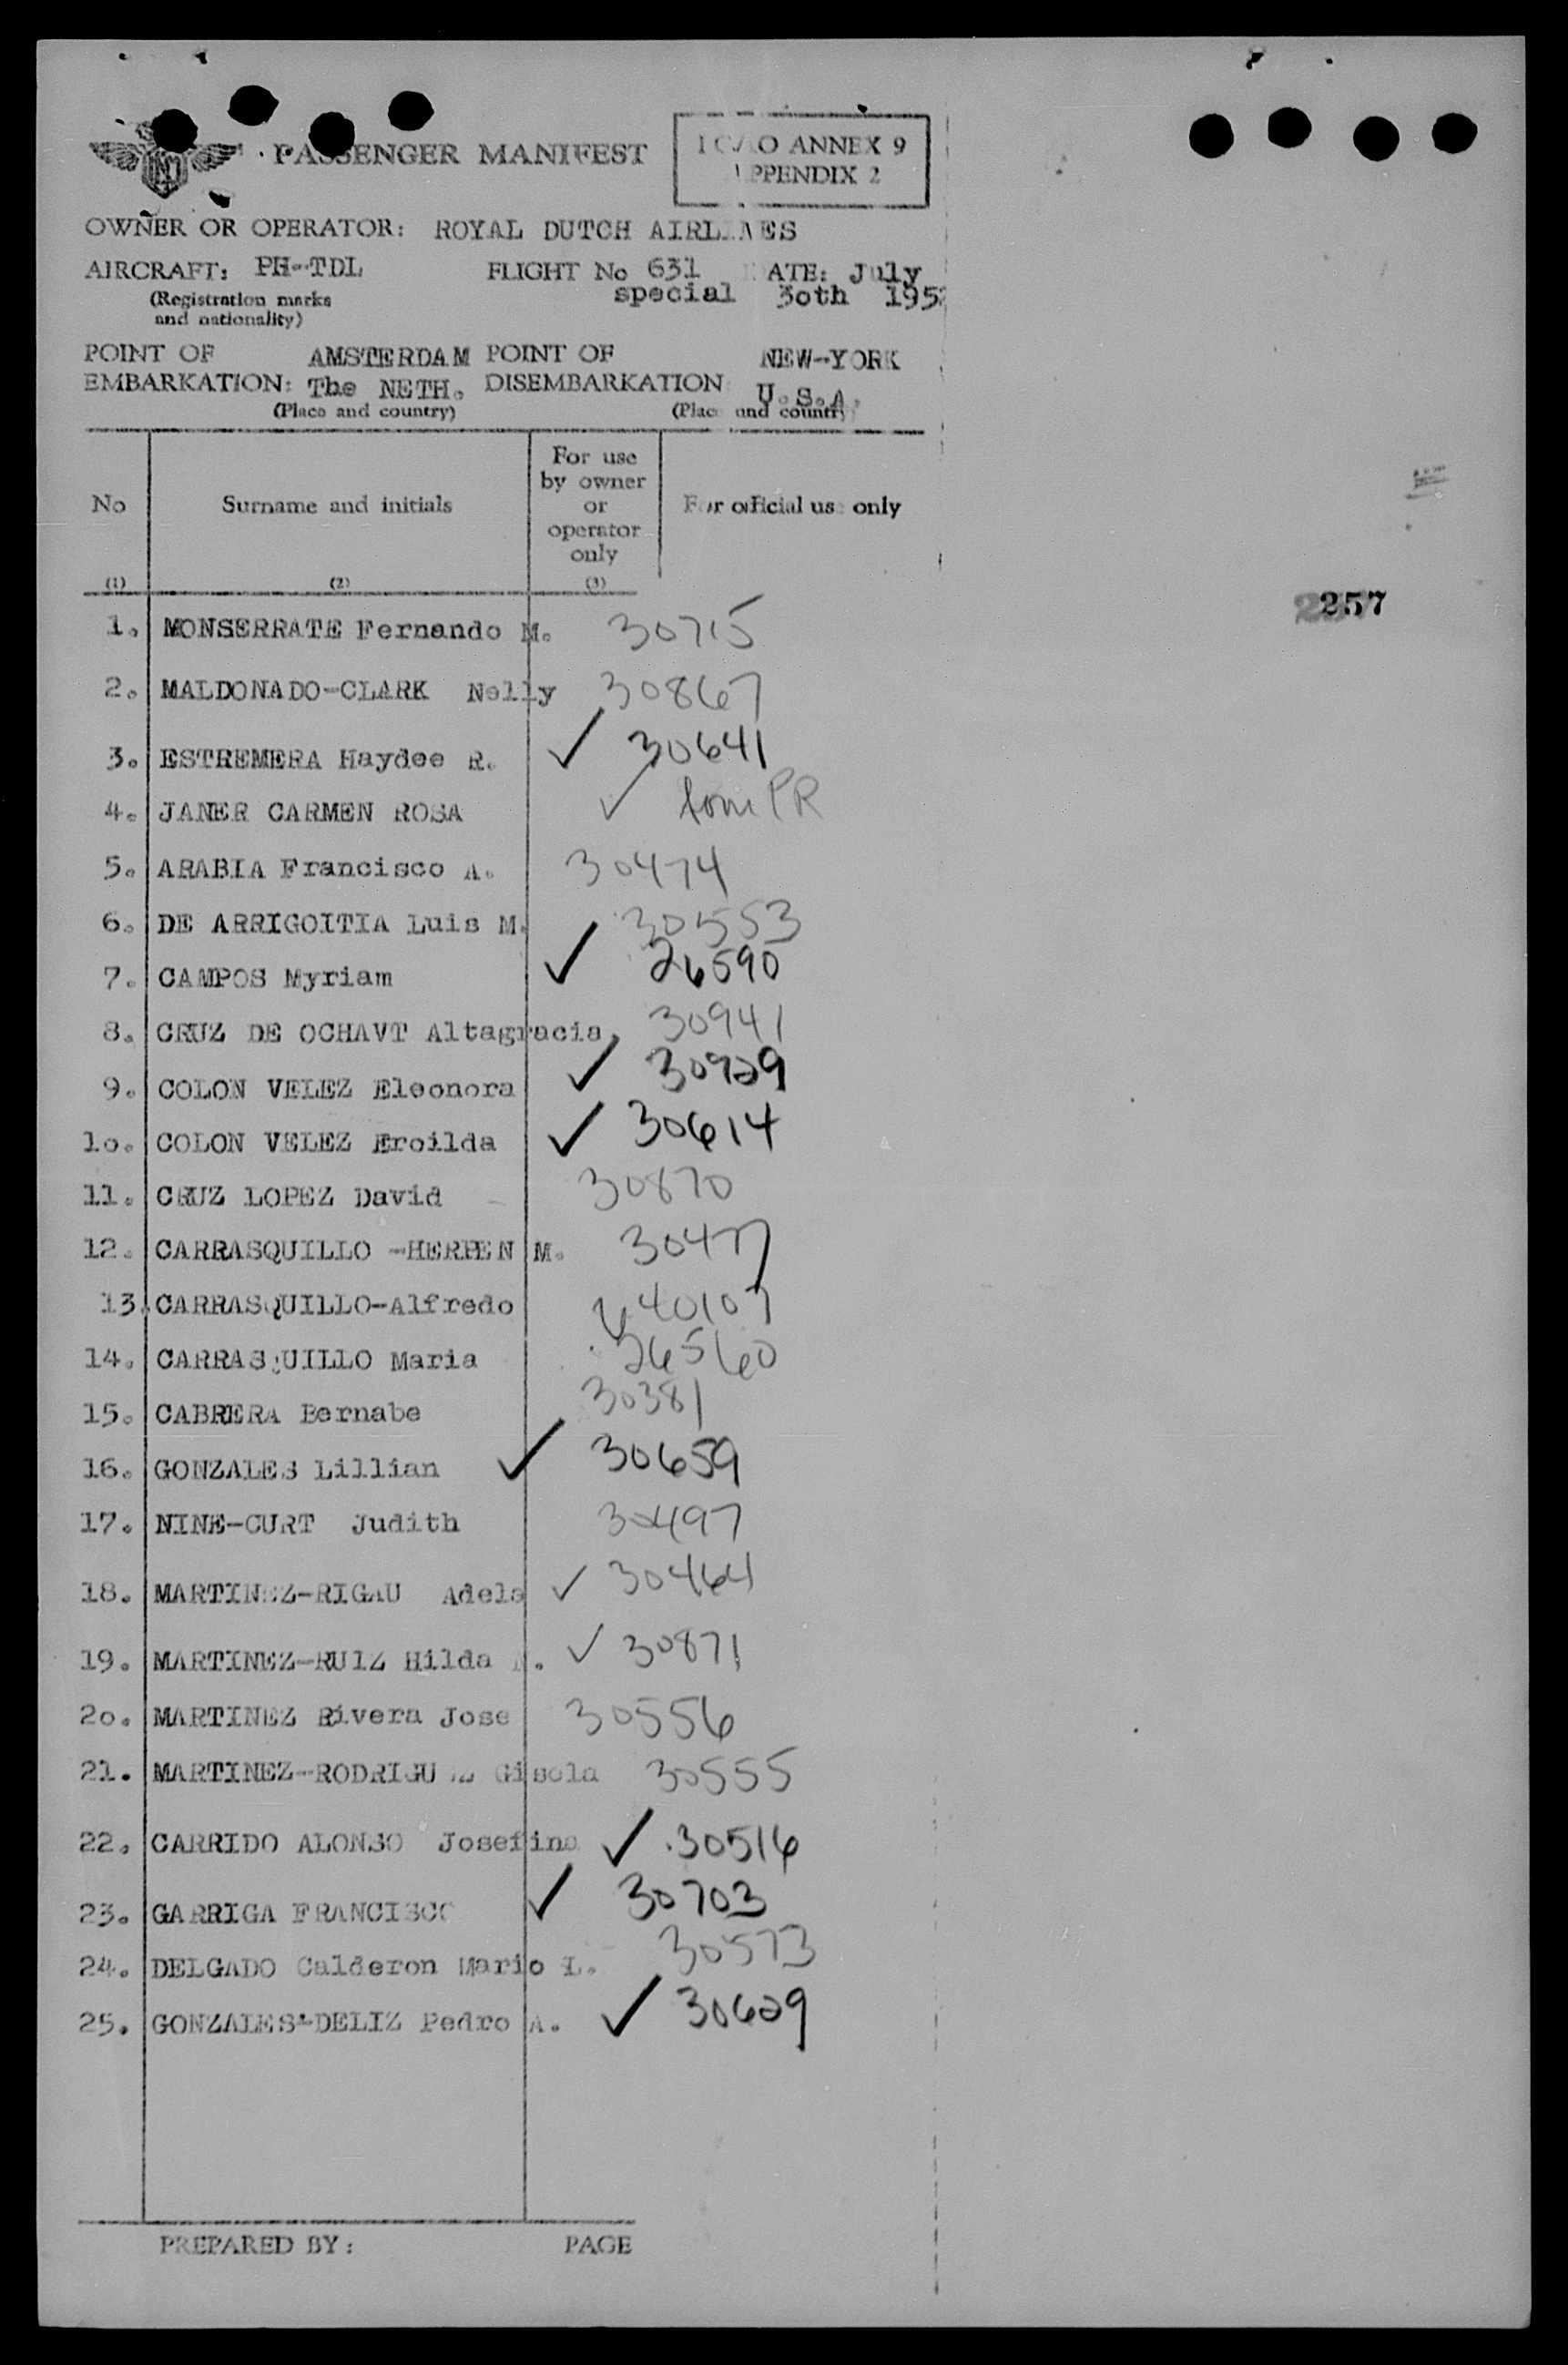 PASSENGER MANIFEST
ICAO ANNEX 9
APPENDIX 2
OWNER OR OPERATOR: ROYAL DUTCH AIRLINES
AIRCRAFT: PH-TDL FLIGHT No 631 DATE: July
(Registration marks special 30th 195
and nationality)
POINT OF AMSTERDAM POINT OF NEW-YORK
EMBARKATION: The NETH. DISEMBARKATION: U.S.A.
(Place and country) (Place and country)
For use
by owner
No Surname and initials or For official use only
operator
only
(1) (2) (3)
257
1. MONSERRATE Fernando M. 30715
2. MALDONADO-CLARK Nelly 30867
3. ESTREMERA Haydee R. ✓ 30641
4. JANER CARMEN ROSA ✓ PR
5. ARABIA Francisco A. 30474
6. DE ARRIGOITIA Luis M. 30553
7. CAMPOS Myriam ✓ 26590
8. CRUZ DE OCHAVT Altagracia, 30941
9. COLON VELEZ Eleonora ✓ 30929
1o. COLON VELEZ Eroilda ✓ 30614
11. CRUZ LOPEZ David 30870
12. CARRASQUILLO -HERPEN M. 30477
13. CARRASQUILLO-Alfredo
14. CARRASQUILLO Maria 26560
15. CABRERA Bernabe 30381
16. GONZALES Lillian ✓ 30659
17. NINE-CURT Judith 30497
18. MARTINEZ-RIGAU Adela ✓ 30464
19. MARTINEZ-RUIZ Hilda ✓ 30871
2o. MARTINEZ Rivera Jose 30556
21. MARTINEZ-RODRIGUEZ Gisela 30555
22. CARRIDO ALONSO Josefina ✓ 30516
23. GARRIGA FRANCISCO ✓ 30703
24. DELGADO Calderon Mario L. 30573
25. GONZALES-DELIZ Pedro A. ✓ 30629
PREPARED BY: PAGE